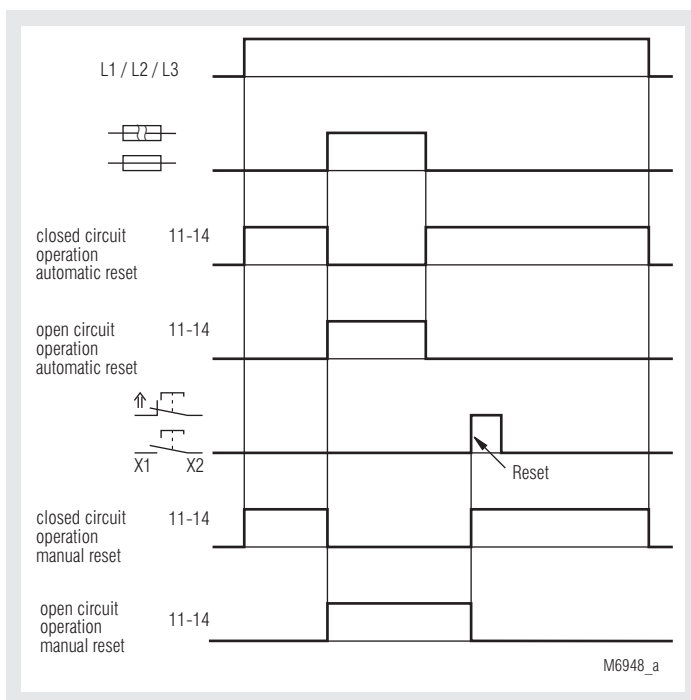 L1 / L2 / L3
closed circuit 11-14
operation
automatic reset
open circuit 11-14
operation
automatic reset
X1 X2
Reset
closed circuit 11-14
operation
manual reset
open circuit
operation 11-14
manual reset
M6948_a